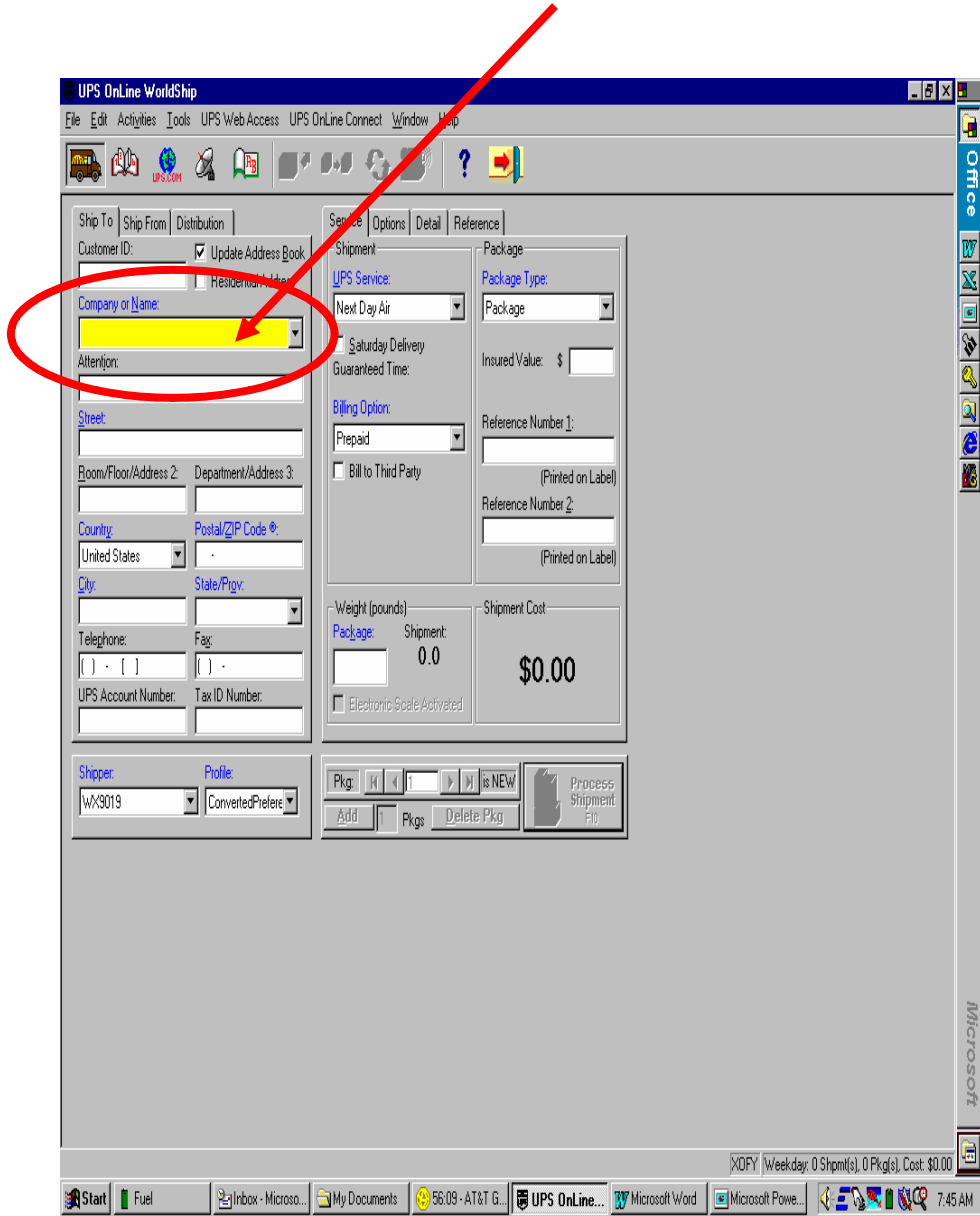 UPS OnLine WorldShip
File Edit Activities Tools UPS Web Access UPS OnLine Connect Window Help
UPS.COM
Ship To Ship From Distribution
Customer ID:
Update Address Book
Residential Address
Company or Name:
Attention:
Street:
Room/Floor/Address 2: Department/Address 3:
Country: Postal/ZIP Code ®:
United States -
City: State/Prov:
Telephone: Fax:
( ) - [ ] ( ) -
UPS Account Number: Tax ID Number:
Shipper: Profile:
WX9019 ConvertedPrefere
Service Options Detail Reference
Shipment
UPS Service:
Next Day Air
Saturday Delivery
Guaranteed Time:
Billing Option:
Prepaid
Bill to Third Party
Package
Package Type:
Package
Insured Value: $
Reference Number 1:
(Printed on Label)
Reference Number 2:
(Printed on Label)
Weight (pounds)
Package: Shipment:
0.0
Electronic Scale Activated
Shipment Cost
$0.00
Pkg: 1 is NEW
Add 1 Pkgs Delete Pkg
Process
Shipment
F10
Office
Microsoft
XOFY Weekday: 0 Shpmt(s), 0 Pkg(s), Cost: $0.00
Start Fuel Inbox - Microso... My Documents 56:09 - AT&T G... UPS OnLine... Microsoft Word Microsoft Powe... 7:45 AM